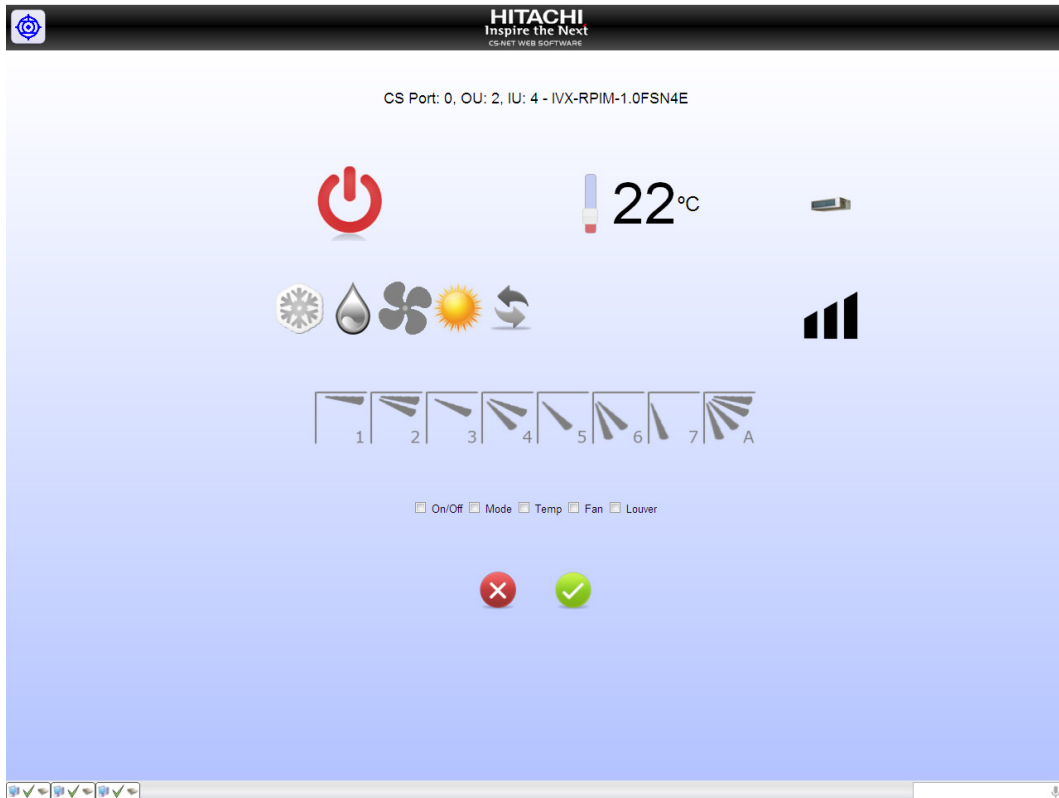 HITACHI
Inspire the Next
CS-NET WEB SOFTWARE
CS Port: 0, OU: 2, IU: 4 - IVX-RPIM-1.0FSN4E
22°C
1 2 3 4 5 6 7 A
On/Off Mode Temp Fan Louver